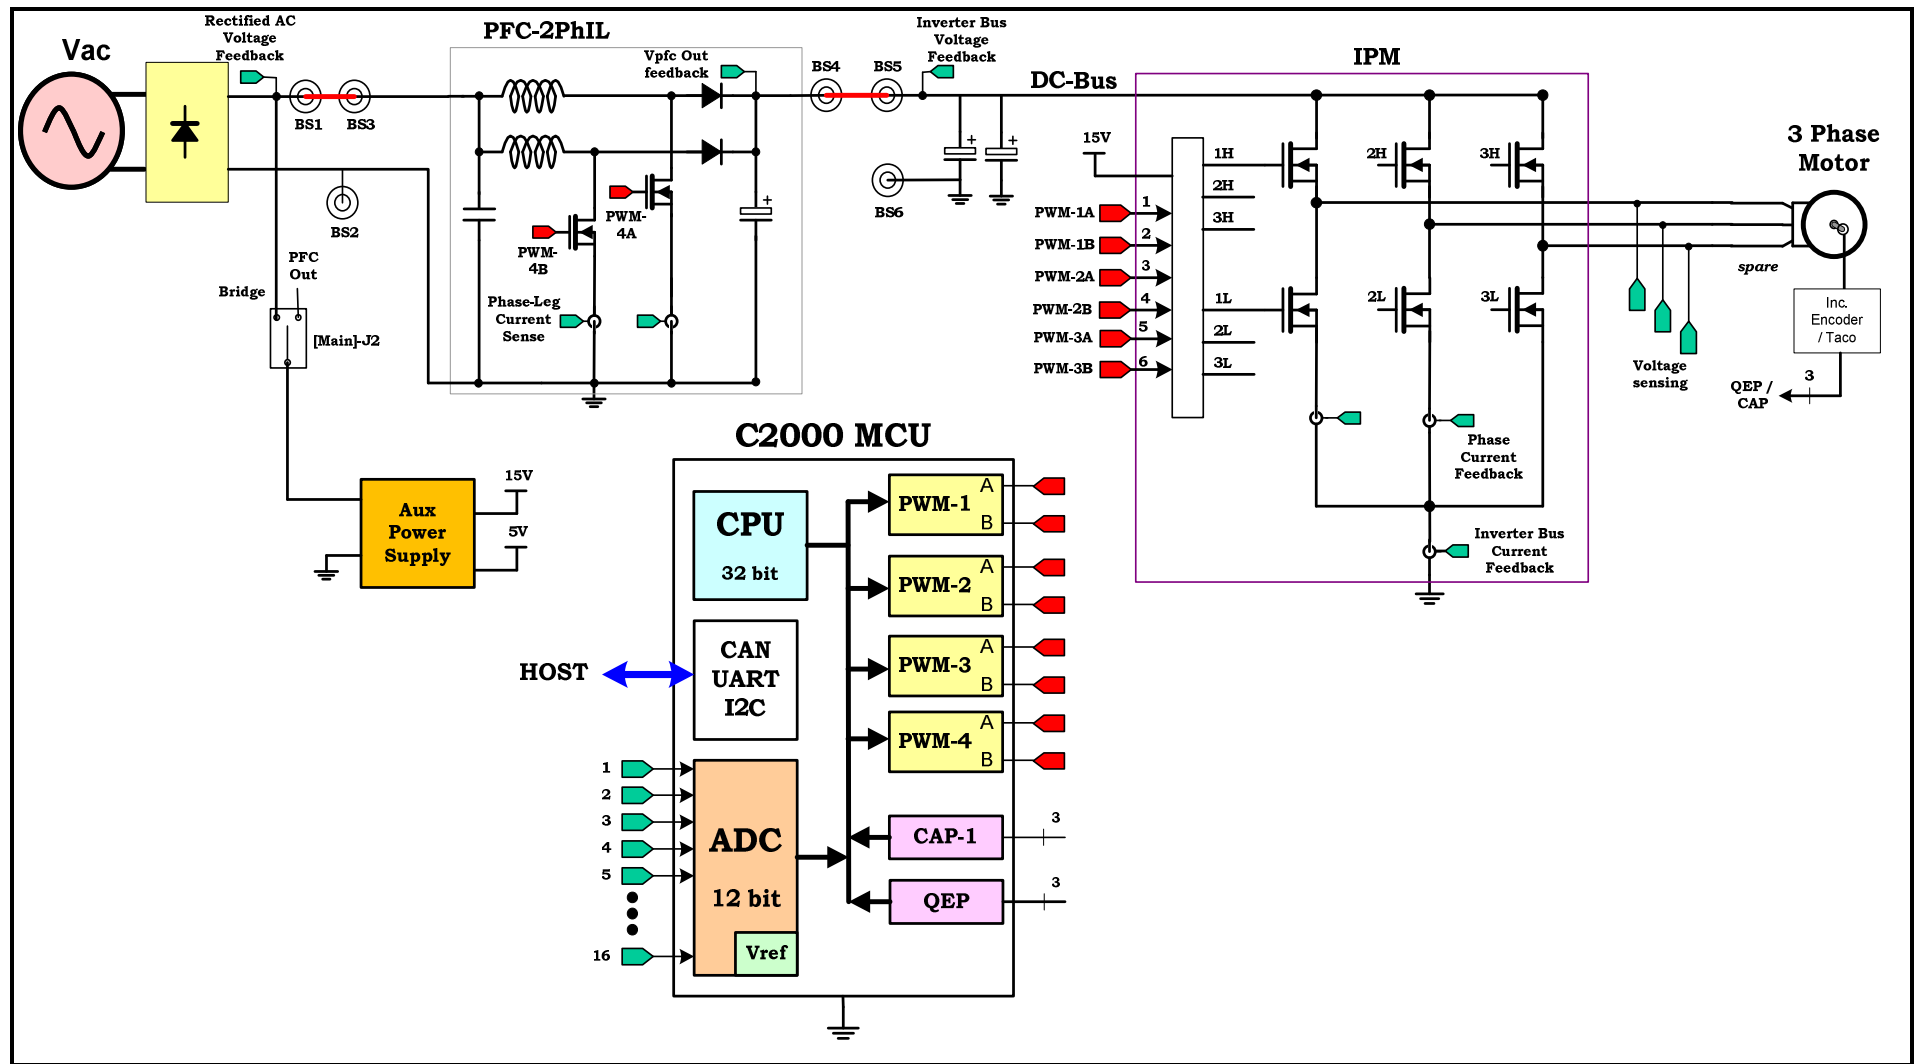 Rectified AC
Voltage
Feedback
Vac
BS1
BS3
BS2
PFC
Out
Bridge
[Main]-J2
PFC-2PhIL
Vpfc Out
feedback
PWM-
4A
PWM-
4B
Phase-Leg
Current
Sense
+
BS4
BS5
BS6
Inverter Bus
Voltage
Feedback
+
+
DC-Bus
IPM
15V
PWM-1A
1
PWM-1B
2
PWM-2A
3
PWM-2B
4
PWM-3A
5
PWM-3B
6
1H
2H
3H
1L
2L
3L
2H
3H
2L
3L
Phase
Current
Feedback
Inverter Bus
Current
Feedback
3 Phase
Motor
spare
Voltage
sensing
Inc.
Encoder
/ Taco
QEP /
CAP
3
Aux
Power
Supply
15V
5V
C2000 MCU
CPU
32 bit
HOST
CAN
UART
I2C
1
2
3
4
5
16
ADC
12 bit
Vref
PWM-1
A
B
PWM-2
A
B
PWM-3
A
B
PWM-4
A
B
CAP-1
3
QEP
3